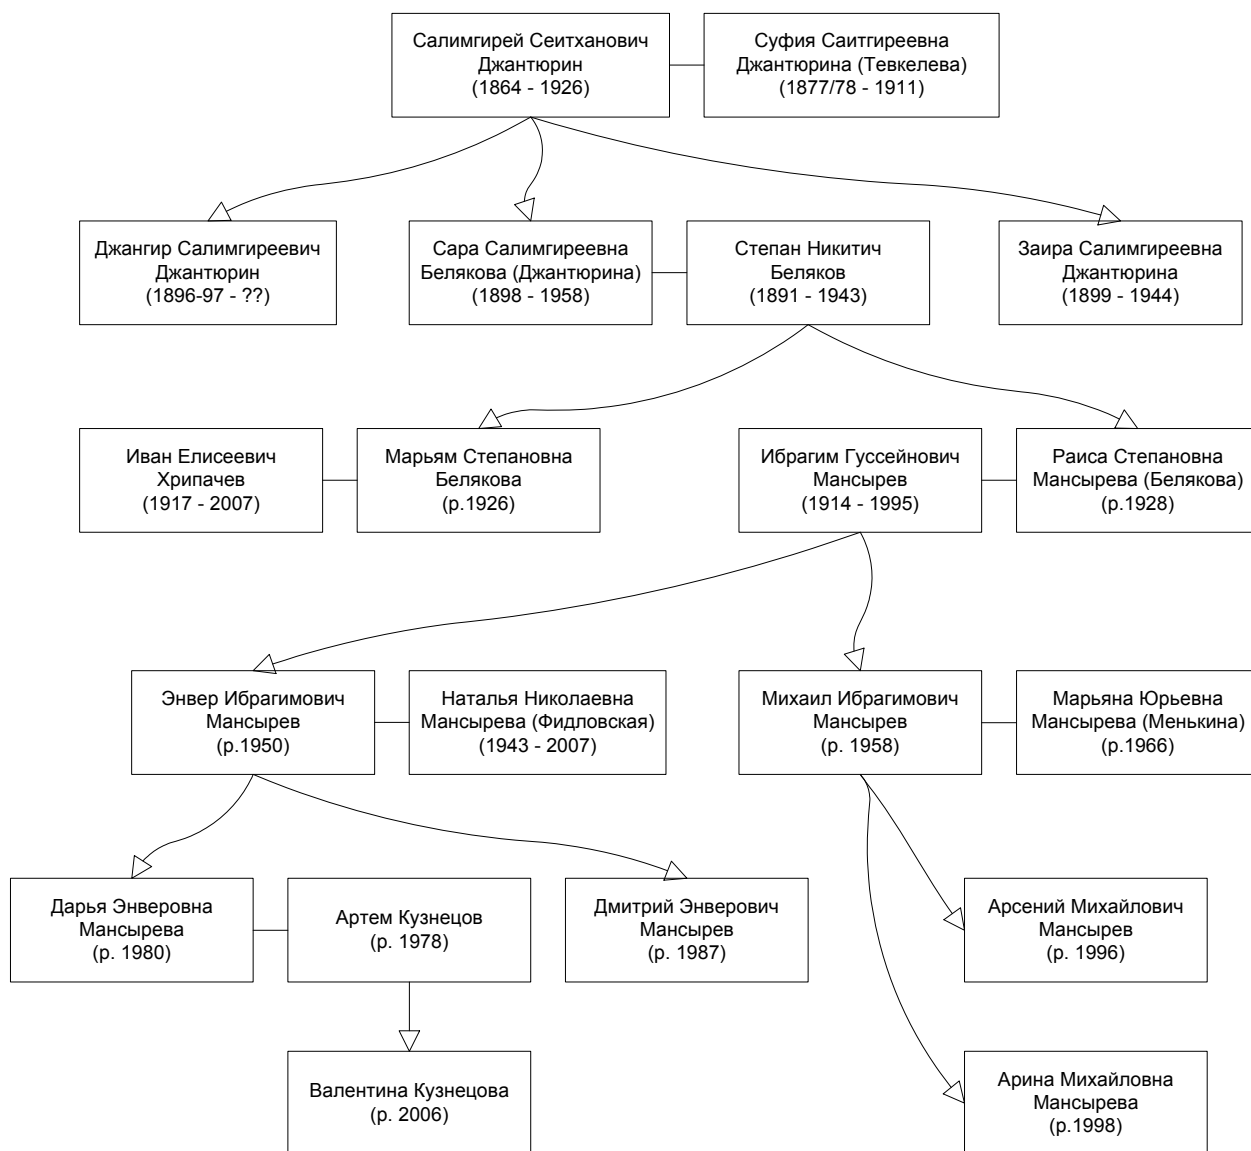 Салимгирей Сеитханович
Джантюрин
(1864 - 1926)
Суфия Саитгиреевна
Джантюрина (Тевкелева)
(1877/78 - 1911)
Джангир Салимгиреевич
Джантюрин
(1896-97 - ??)
Сара Салимгиреевна
Белякова (Джантюрина)
(1898 - 1958)
Степан Никитич
Беляков
(1891 - 1943)
Заира Салимгиреевна
Джантюрина
(1899 - 1944)
Иван Елисеевич
Хрипачев
(1917 - 2007)
Марьям Степановна
Белякова
(р.1926)
Ибрагим Гуссейнович
Мансырев
(1914 - 1995)
Раиса Степановна
Мансырева (Белякова)
(р.1928)
Энвер Ибрагимович
Мансырев
(р.1950)
Наталья Николаевна
Мансырева (Фидловская)
(1943 - 2007)
Михаил Ибрагимович
Мансырев
(р. 1958)
Марьяна Юрьевна
Мансырева (Менькина)
(р.1966)
Дарья Энверовна
Мансырева
(р. 1980)
Артем Кузнецов
(р. 1978)
Дмитрий Энверович
Мансырев
(р. 1987)
Арсений Михайлович
Мансырев
(р. 1996)
Валентина Кузнецова
(р. 2006)
Арина Михайловна
Мансырева
(р.1998)